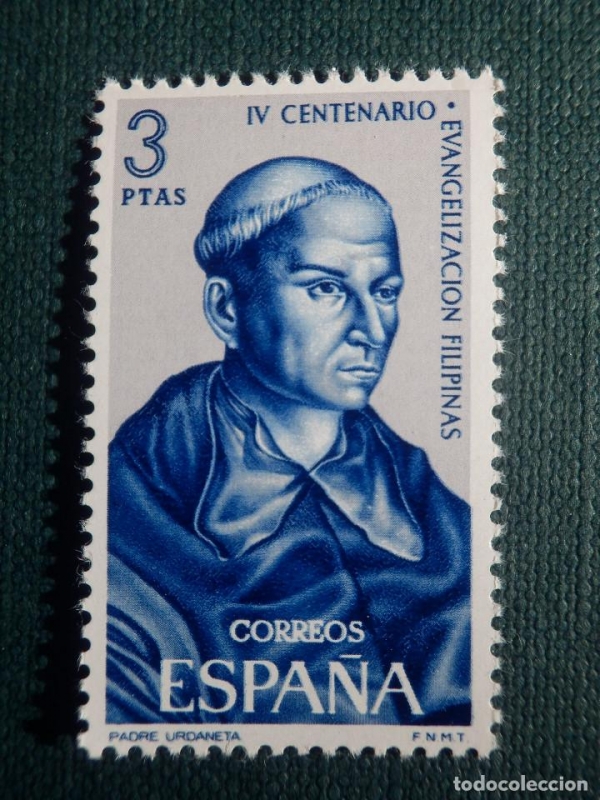 3
PTAS
IV CENTENARIO • EVANGELIZACION FILIPINAS
CORREOS
ESPAÑA
PADRE URDANETA
F.N.M.T.
todocoleccion